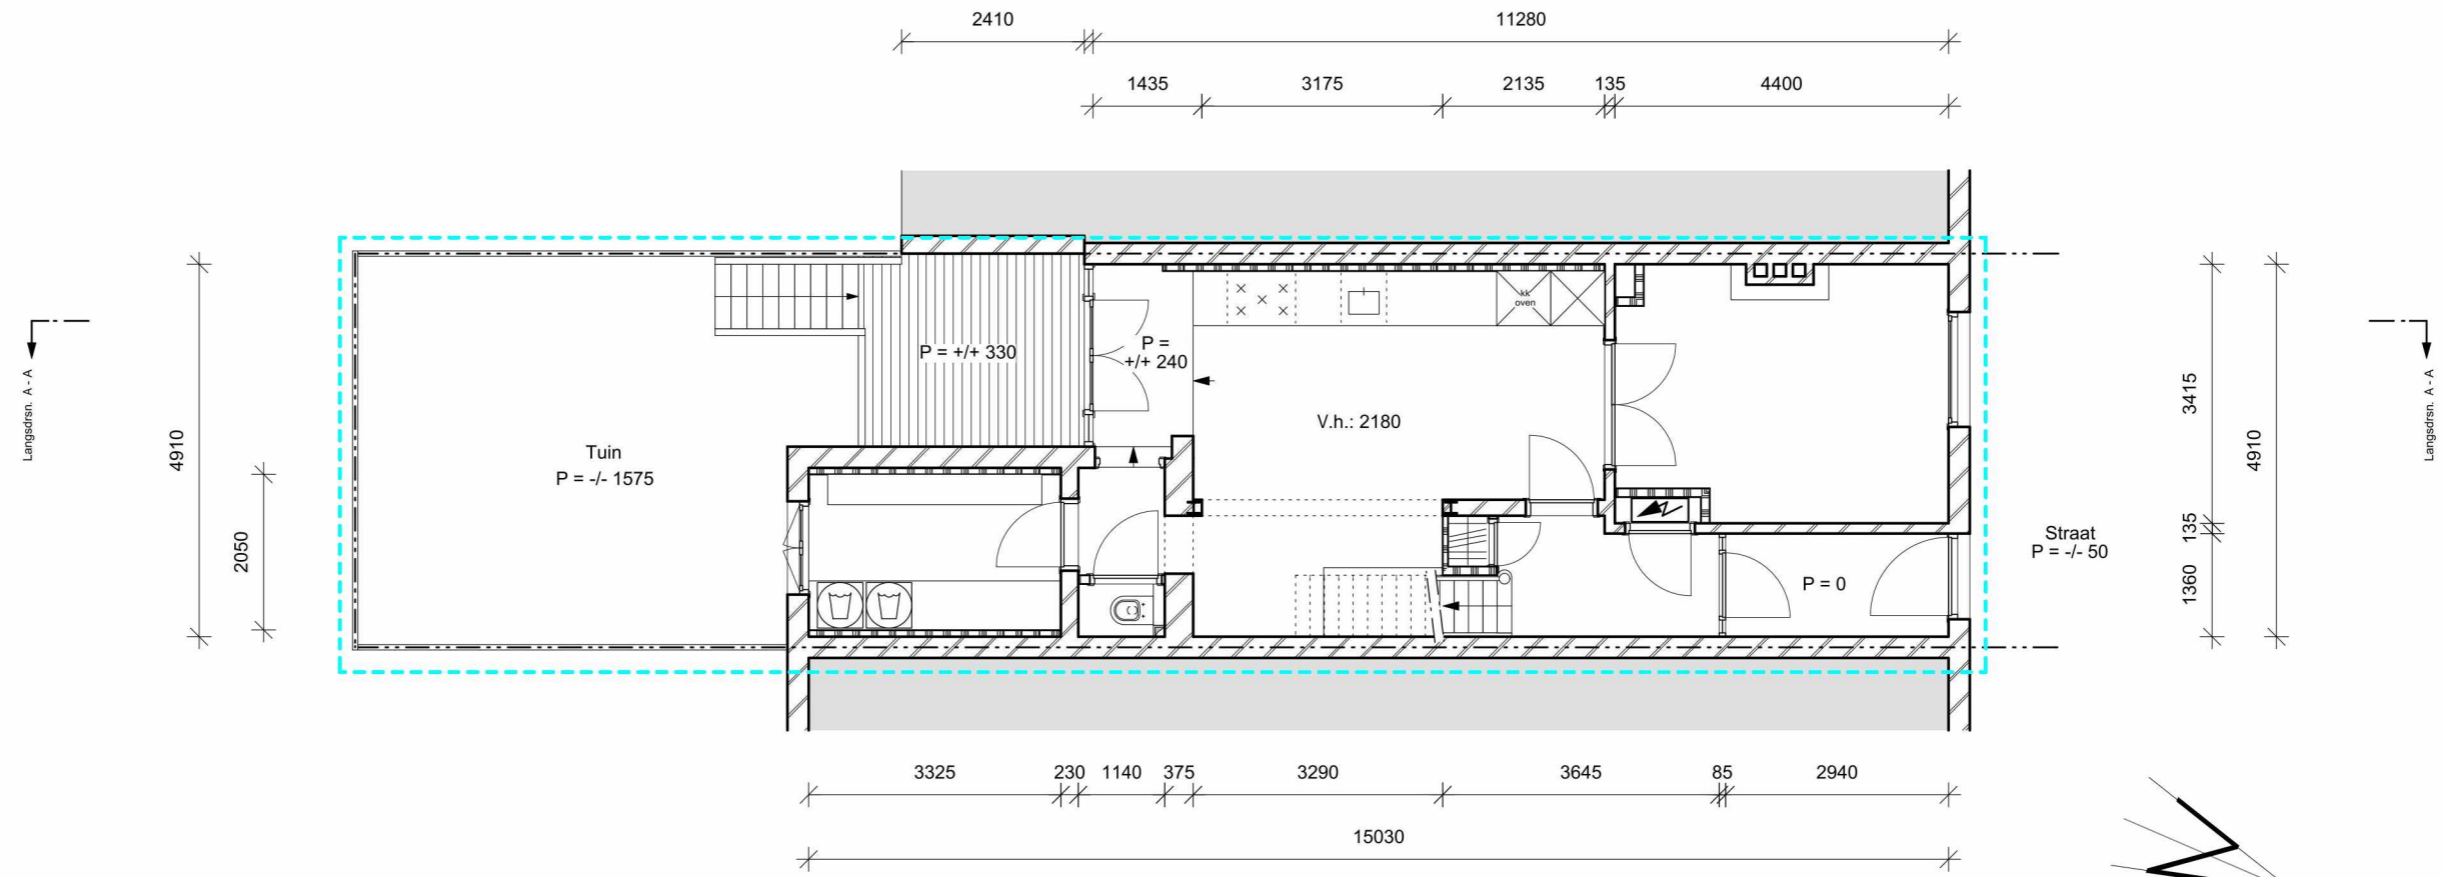 2410
11280
1435
3175
2135
135
4400
kk
oven
P = +/+ 330
P =
+/+ 240
V.h.: 2180
Tuin
P = -/- 1575
P = 0
Straat
P = -/- 50
Langsdrsn. A - A
4910
2050
3415
135
1360
4910
Langsdrsn. A - A
3325
230
1140
375
3290
3645
85
2940
15030